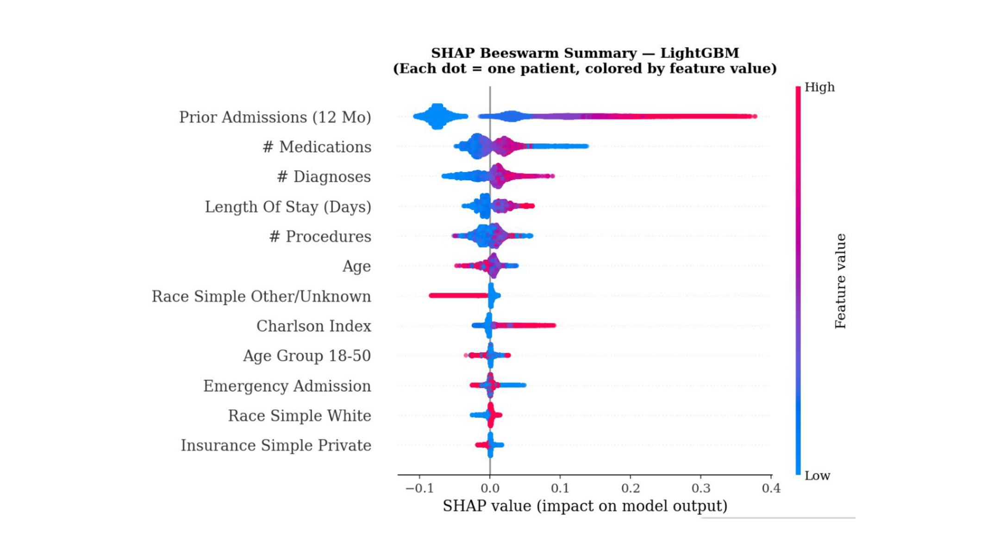 SHAP Beeswarm Summary — LightGBM
(Each dot = one patient, colored by feature value)
High
Prior Admissions (12 Mo)
# Medications
# Diagnoses
Length Of Stay (Days)
# Procedures
Age
Race Simple Other/Unknown
Charlson Index
Age Group 18-50
Emergency Admission
Race Simple White
Insurance Simple Private
Feature value
Low
−0.1
0.0
0.1
0.2
0.3
0.4
SHAP value (impact on model output)